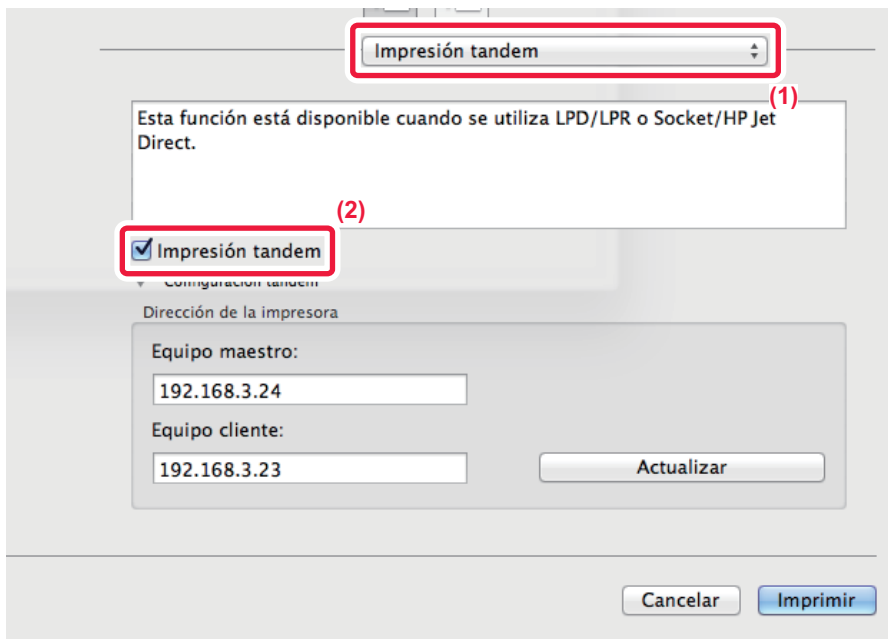 Impresión tandem
(1)
Esta función está disponible cuando se utiliza LPD/LPR o Socket/HP Jet
Direct.
(2)
Impresión tandem
Configuración tandem
Dirección de la impresora
Equipo maestro:
192.168.3.24
Equipo cliente:
192.168.3.23
Actualizar
Cancelar
Imprimir